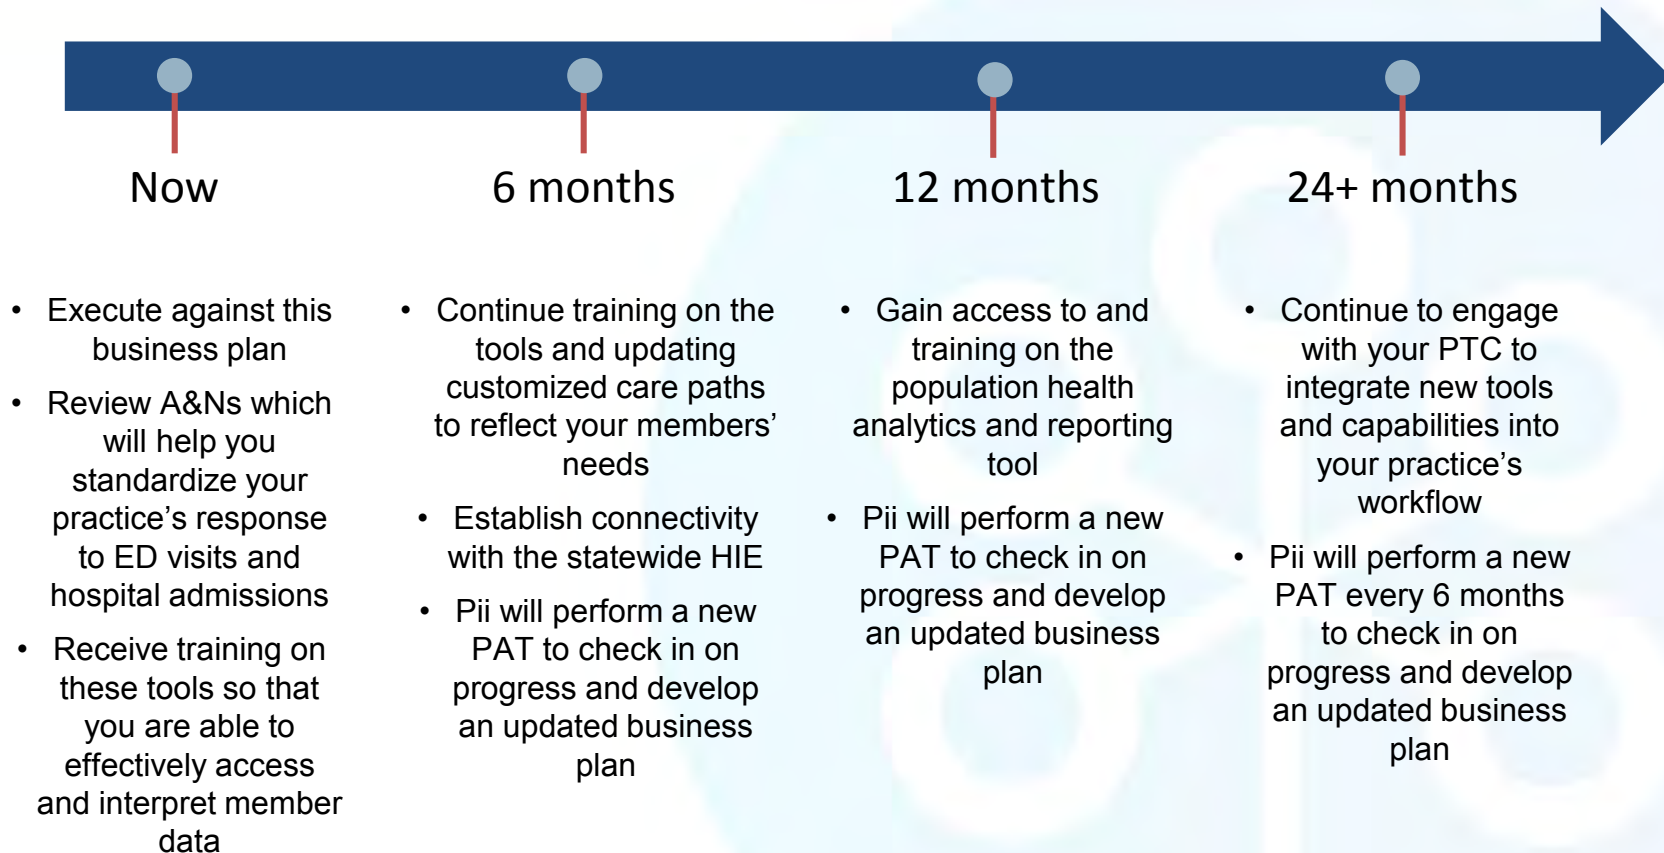 Now
6 months
12 months
24+ months
• Execute against this
business plan
• Review A&Ns which
will help you
standardize your
practice's response
to ED visits and
hospital admissions
• Receive training on
these tools so that
you are able to
effectively access
and interpret member
data
• Continue training on the
tools and updating
customized care paths
to reflect your members'
needs
• Establish connectivity
with the statewide HIE
• Pii will perform a new
PAT to check in on
progress and develop
an updated business
plan
• Gain access to and
training on the
population health
analytics and reporting
tool
• Pii will perform a new
PAT to check in on
progress and develop
an updated business
plan
• Continue to engage
with your PTC to
integrate new tools
and capabilities into
your practice's
workflow
• Pii will perform a new
PAT every 6 months
to check in on
progress and develop
an updated business
plan